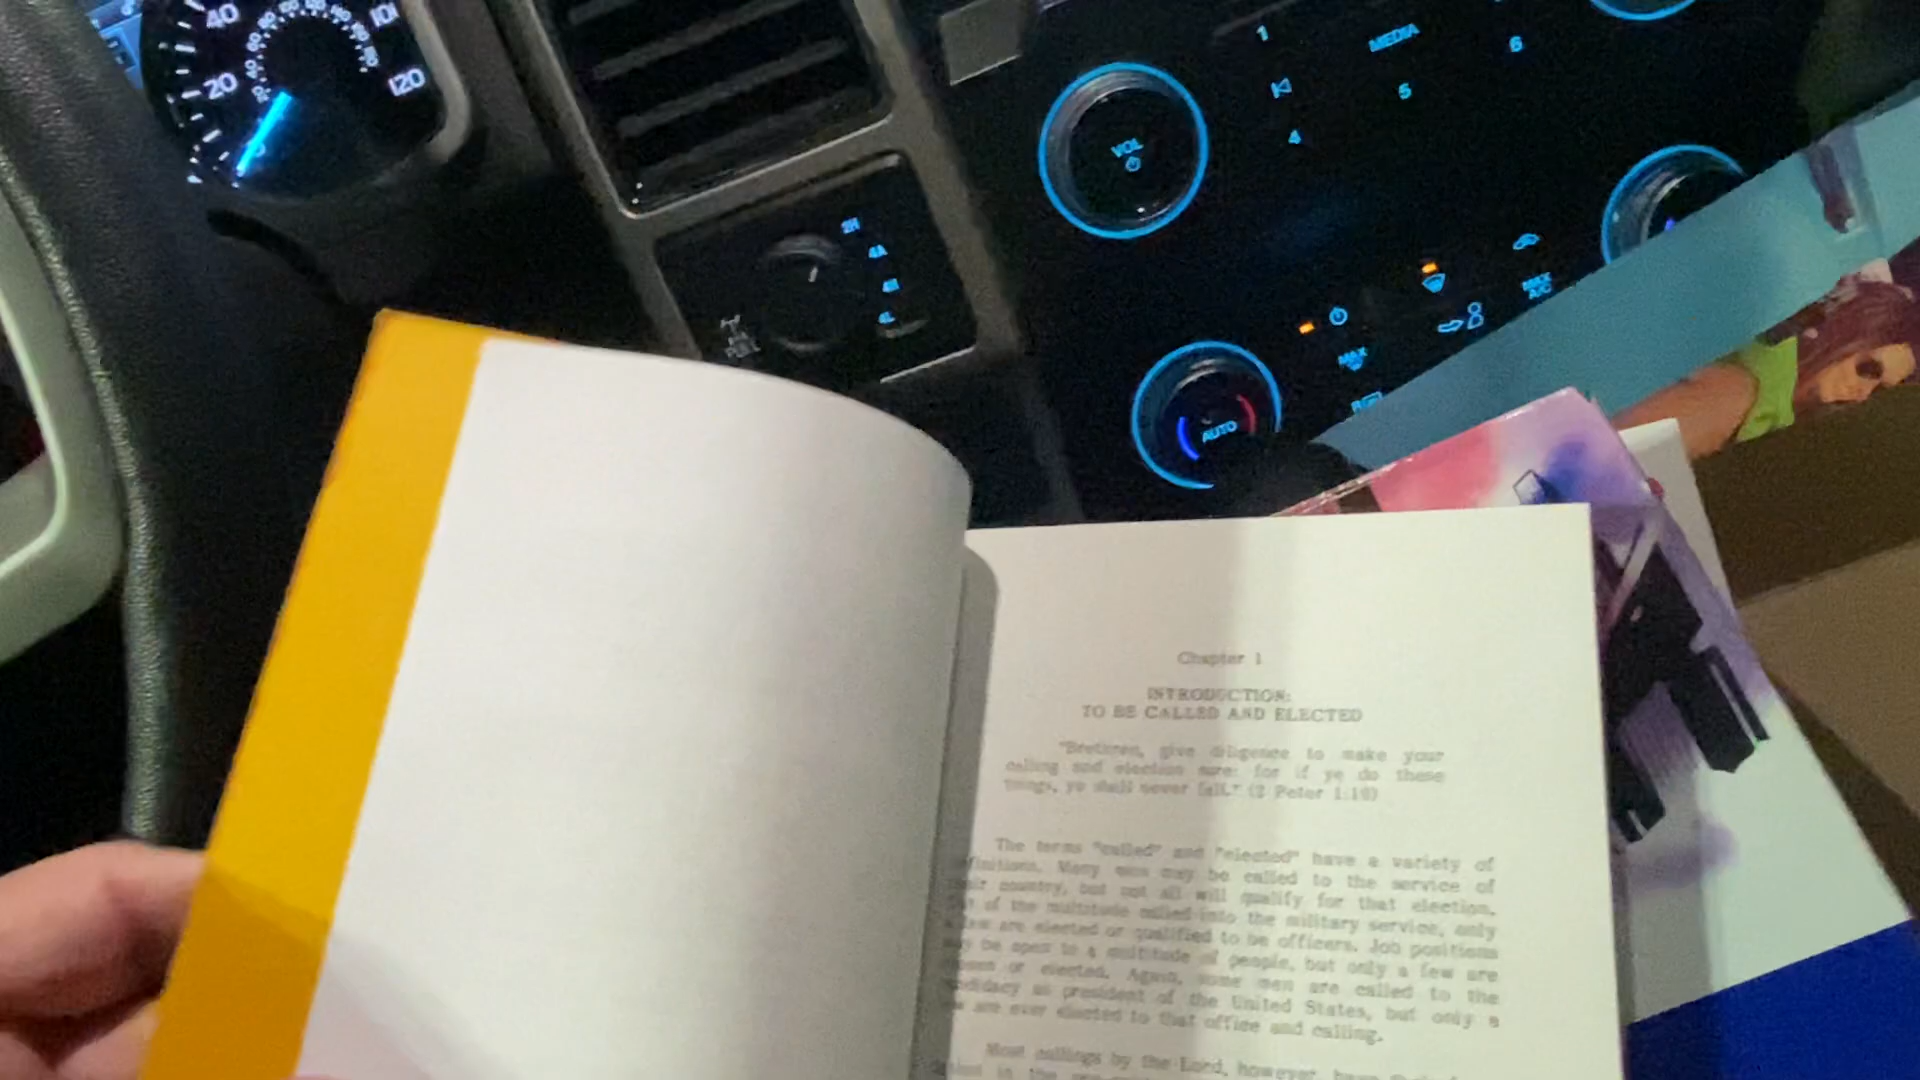 40
20
100
120
1
MEDIA
6
5
4
VOL
2H
4A
4H
4L
MAX
A/C
MAX
R
AUTO
Chapter 1
INTRODUCTION:
TO BE CALLED AND ELECTED
"Brethren, give diligence to make your
calling and election sure: for if ye do these
things, ye shall never fall." (2 Peter 1:10)
The terms "called" and "elected" have a variety of
finitions. Many men may be called to the service of
country, but not all will qualify for that election.
of the multitude called into the military service, only
few are elected or qualified to be officers. Job positions
be open to a multitude of people, but only a few are
or elected. Again, some men are called to the
as president of the United States, but only a
are ever elected to that office and calling.
Most callings by the Lord, however, have
in the